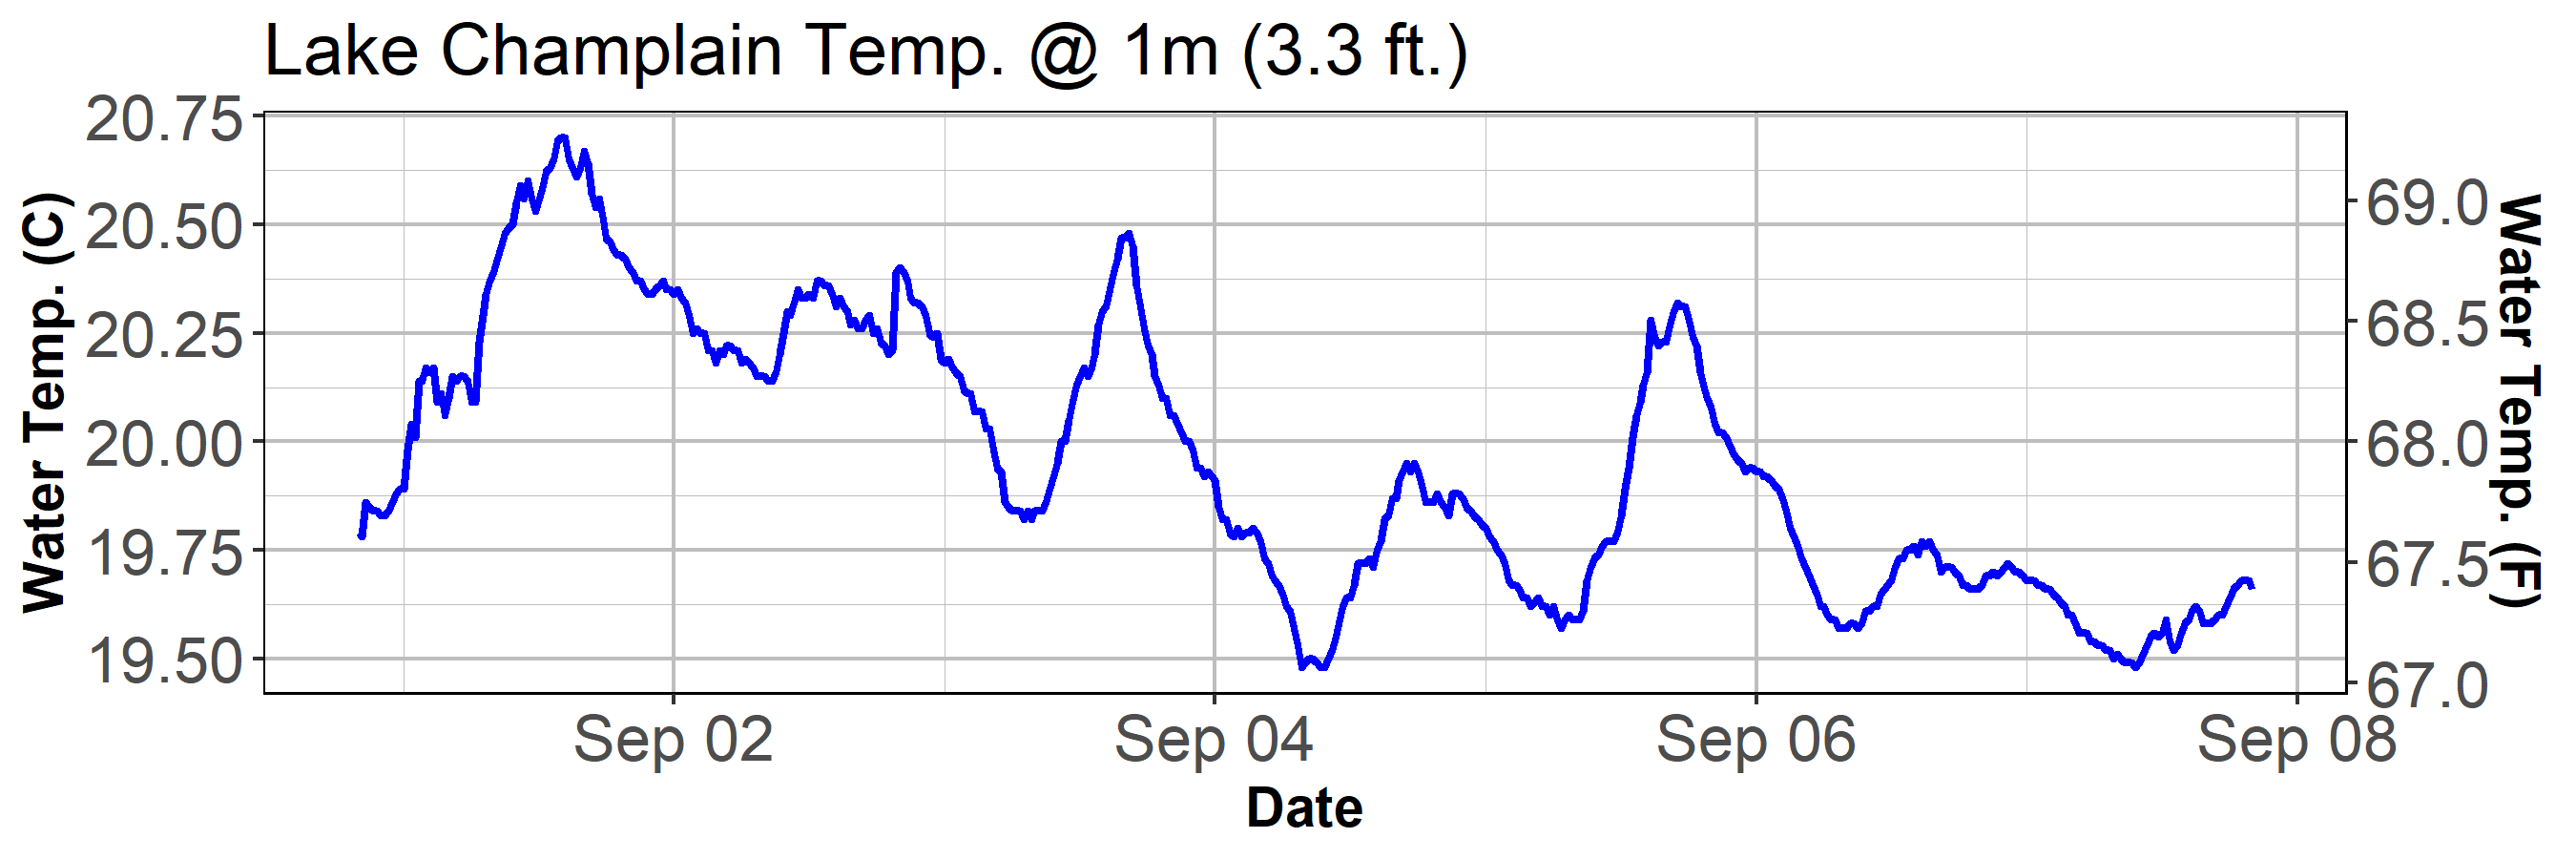 Lake Champlain Temp. @ 1m (3.3 ft.)
Water Temp. (C)
20.75
20.50
20.25
20.00
19.75
19.50
69.0
68.5
68.0
67.5
67.0
Water Temp. (F)
Sep 02 Sep 04 Sep 06 Sep 08
Date